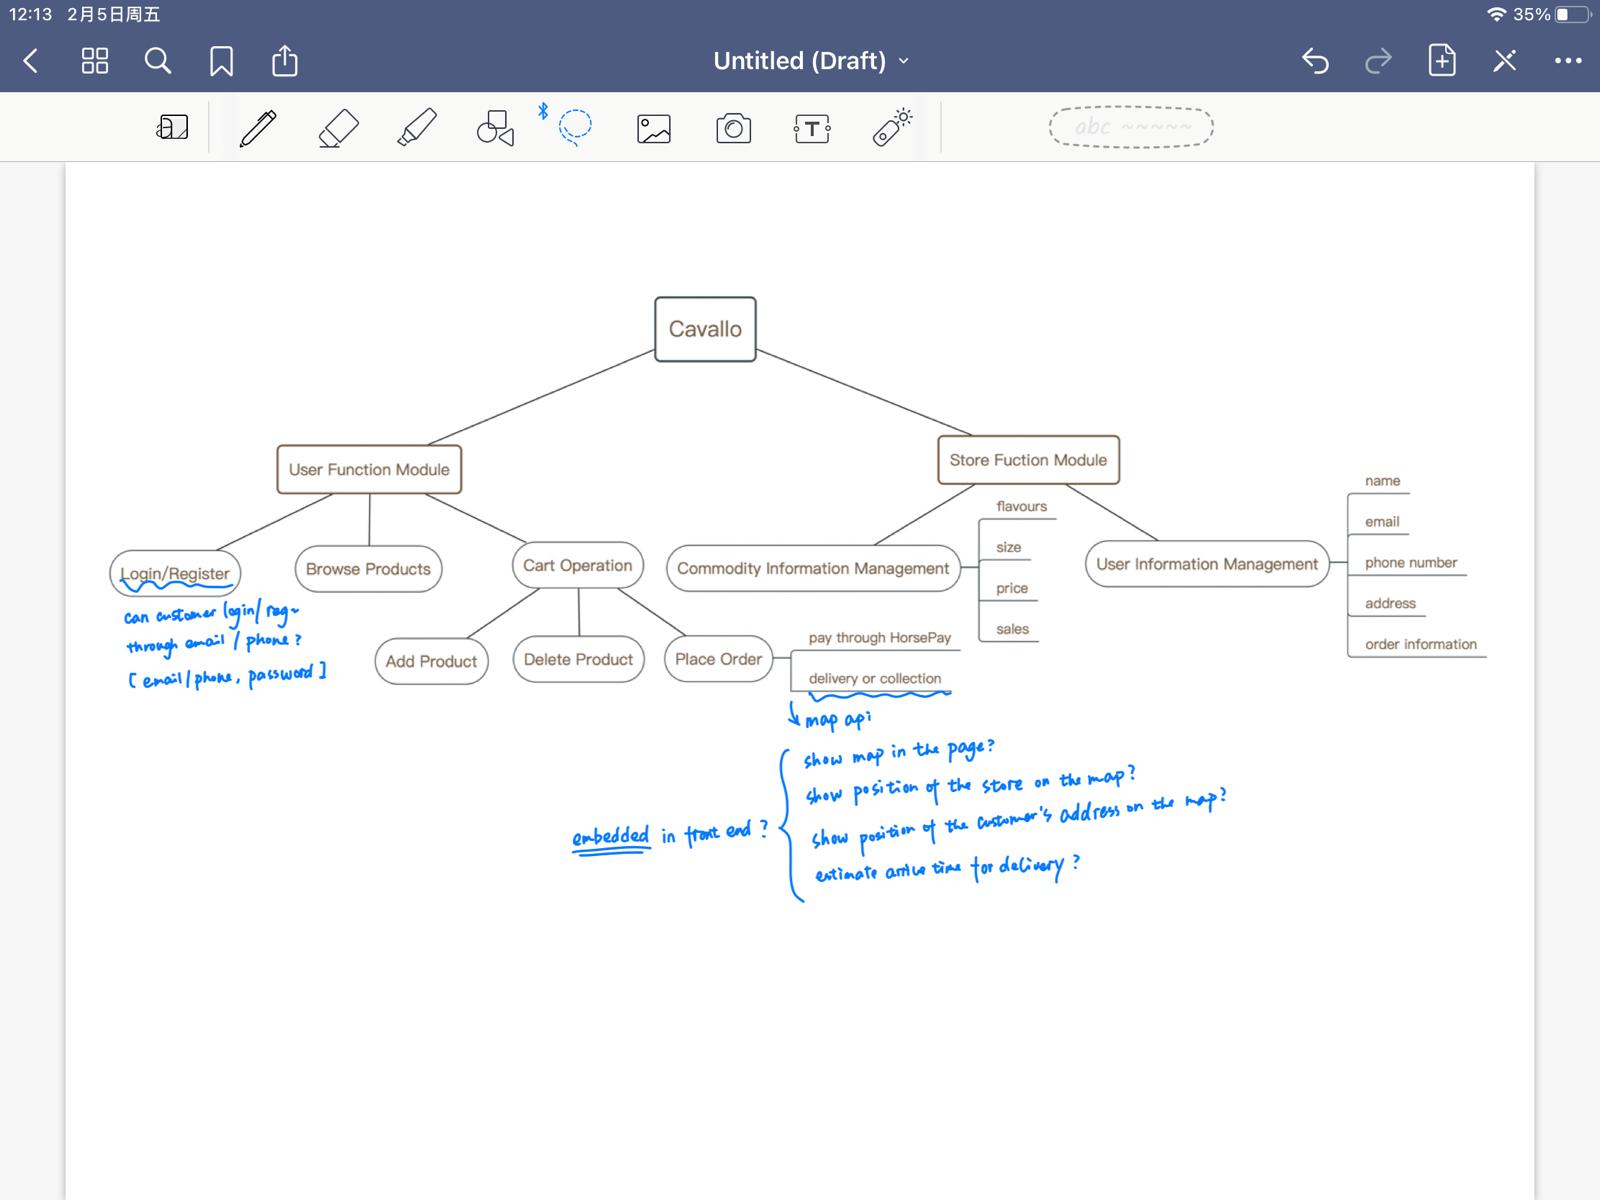 12:13 2月5日周五
35%
Untitled (Draft)
T
abc ~~~~~
Cavallo
User Function Module
Store Fuction Module
Login/Register
Browse Products
Cart Operation
Commodity Information Management
flavours
size
price
sales
User Information Management
name
email
phone number
address
order information
can customer login/reg~
through email / phone?
[email/phone, password]
Add Product
Delete Product
Place Order
pay through HorsePay
delivery or collection
map api
embedded in front end?
show map in the page?
show position of the store on the map?
show position of the customer's address on the map?
estimate arrive time for delivery?